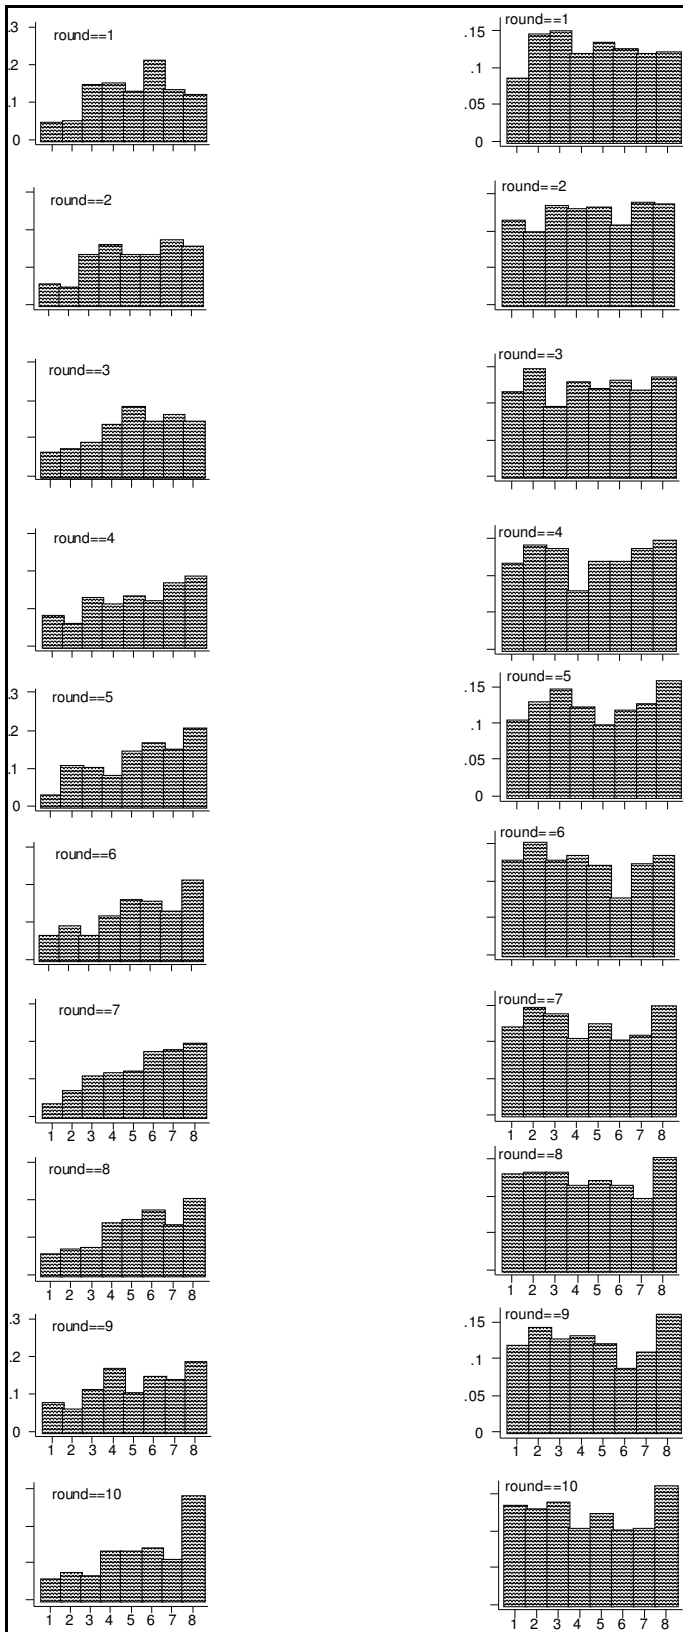 .3 round==1
.2
.1
0
.15 round==1
.1
.05
0
round==2
round==2
round==3
round==3
round==4
round==4
.3 round==5
.2
.1
0
round==5
.15
.1
.05
0
round==6
round==6
round==7
1 2 3 4 5 6 7 8
round==7
1 2 3 4 5 6 7 8
round==8
1 2 3 4 5 6 7 8
round==8
1 2 3 4 5 6 7 8
.3 round==9
.2
.1
0
1 2 3 4 5 6 7 8
.15 round==9
.1
.05
0
1 2 3 4 5 6 7 8
round==10
1 2 3 4 5 6 7 8
round==10
1 2 3 4 5 6 7 8